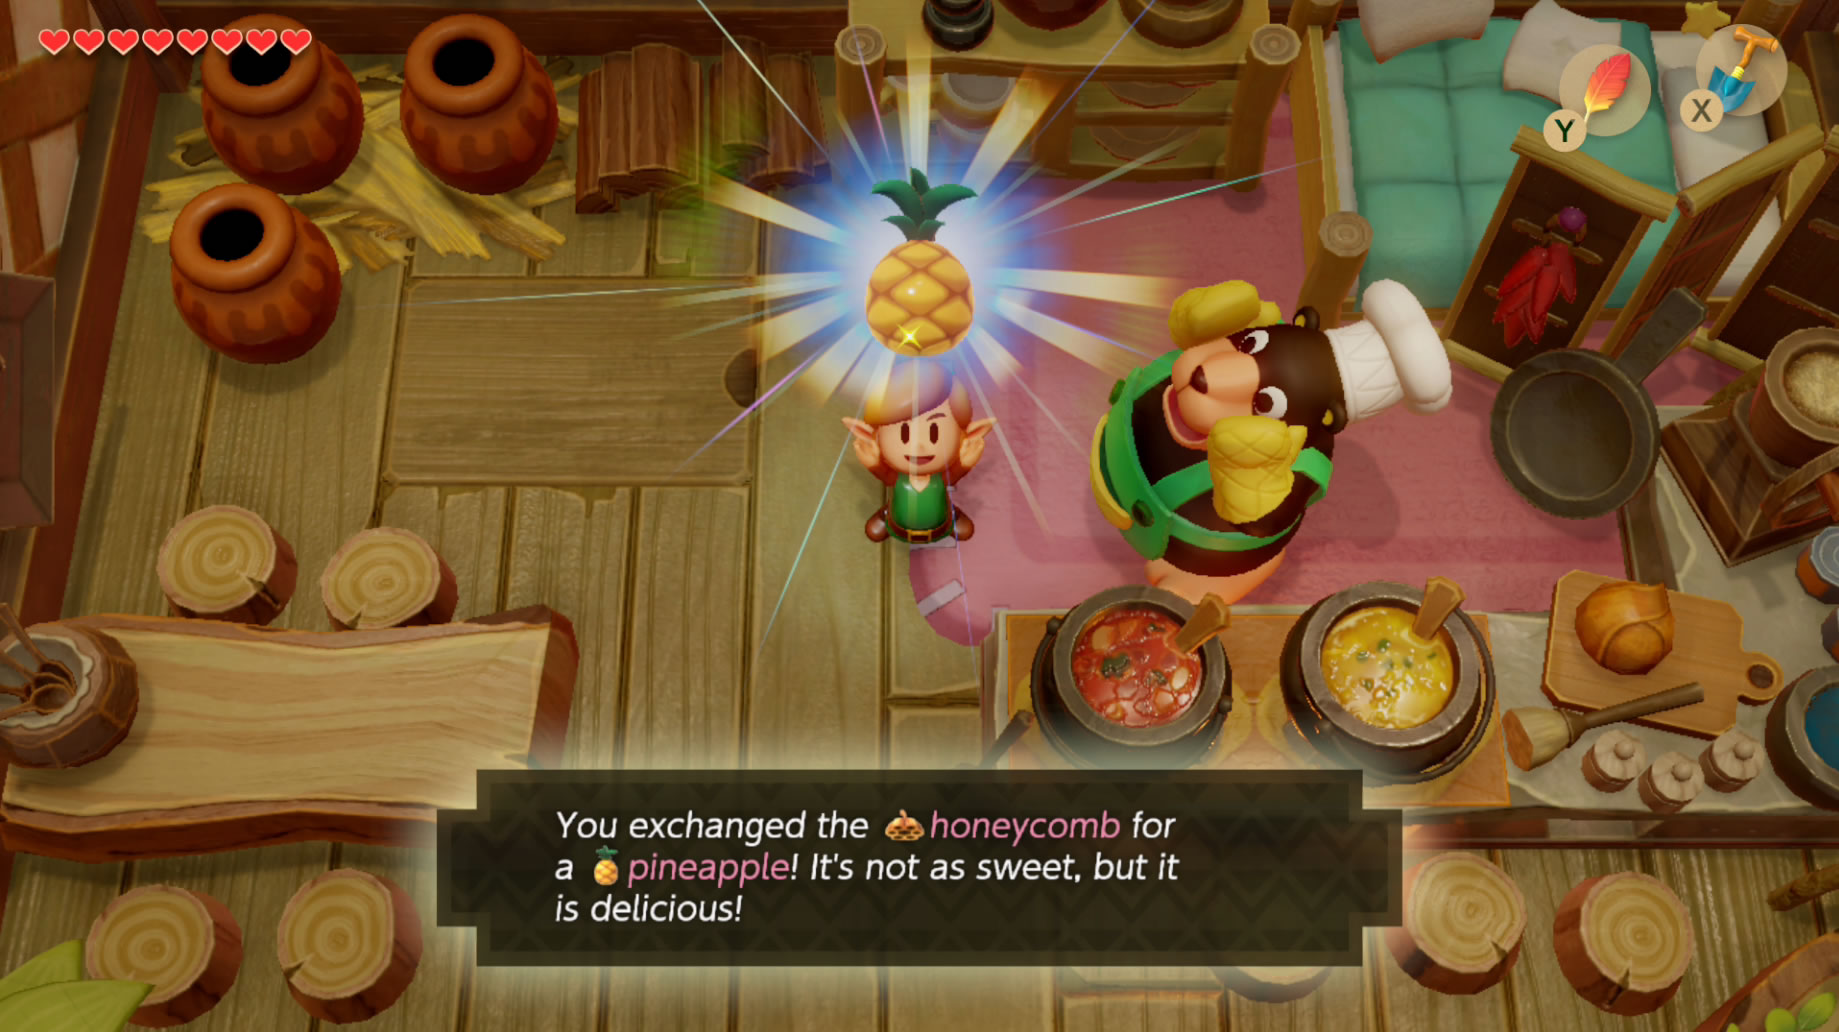 Y
X
You exchanged the honeycomb for
a pineapple! It's not as sweet, but it
is delicious!